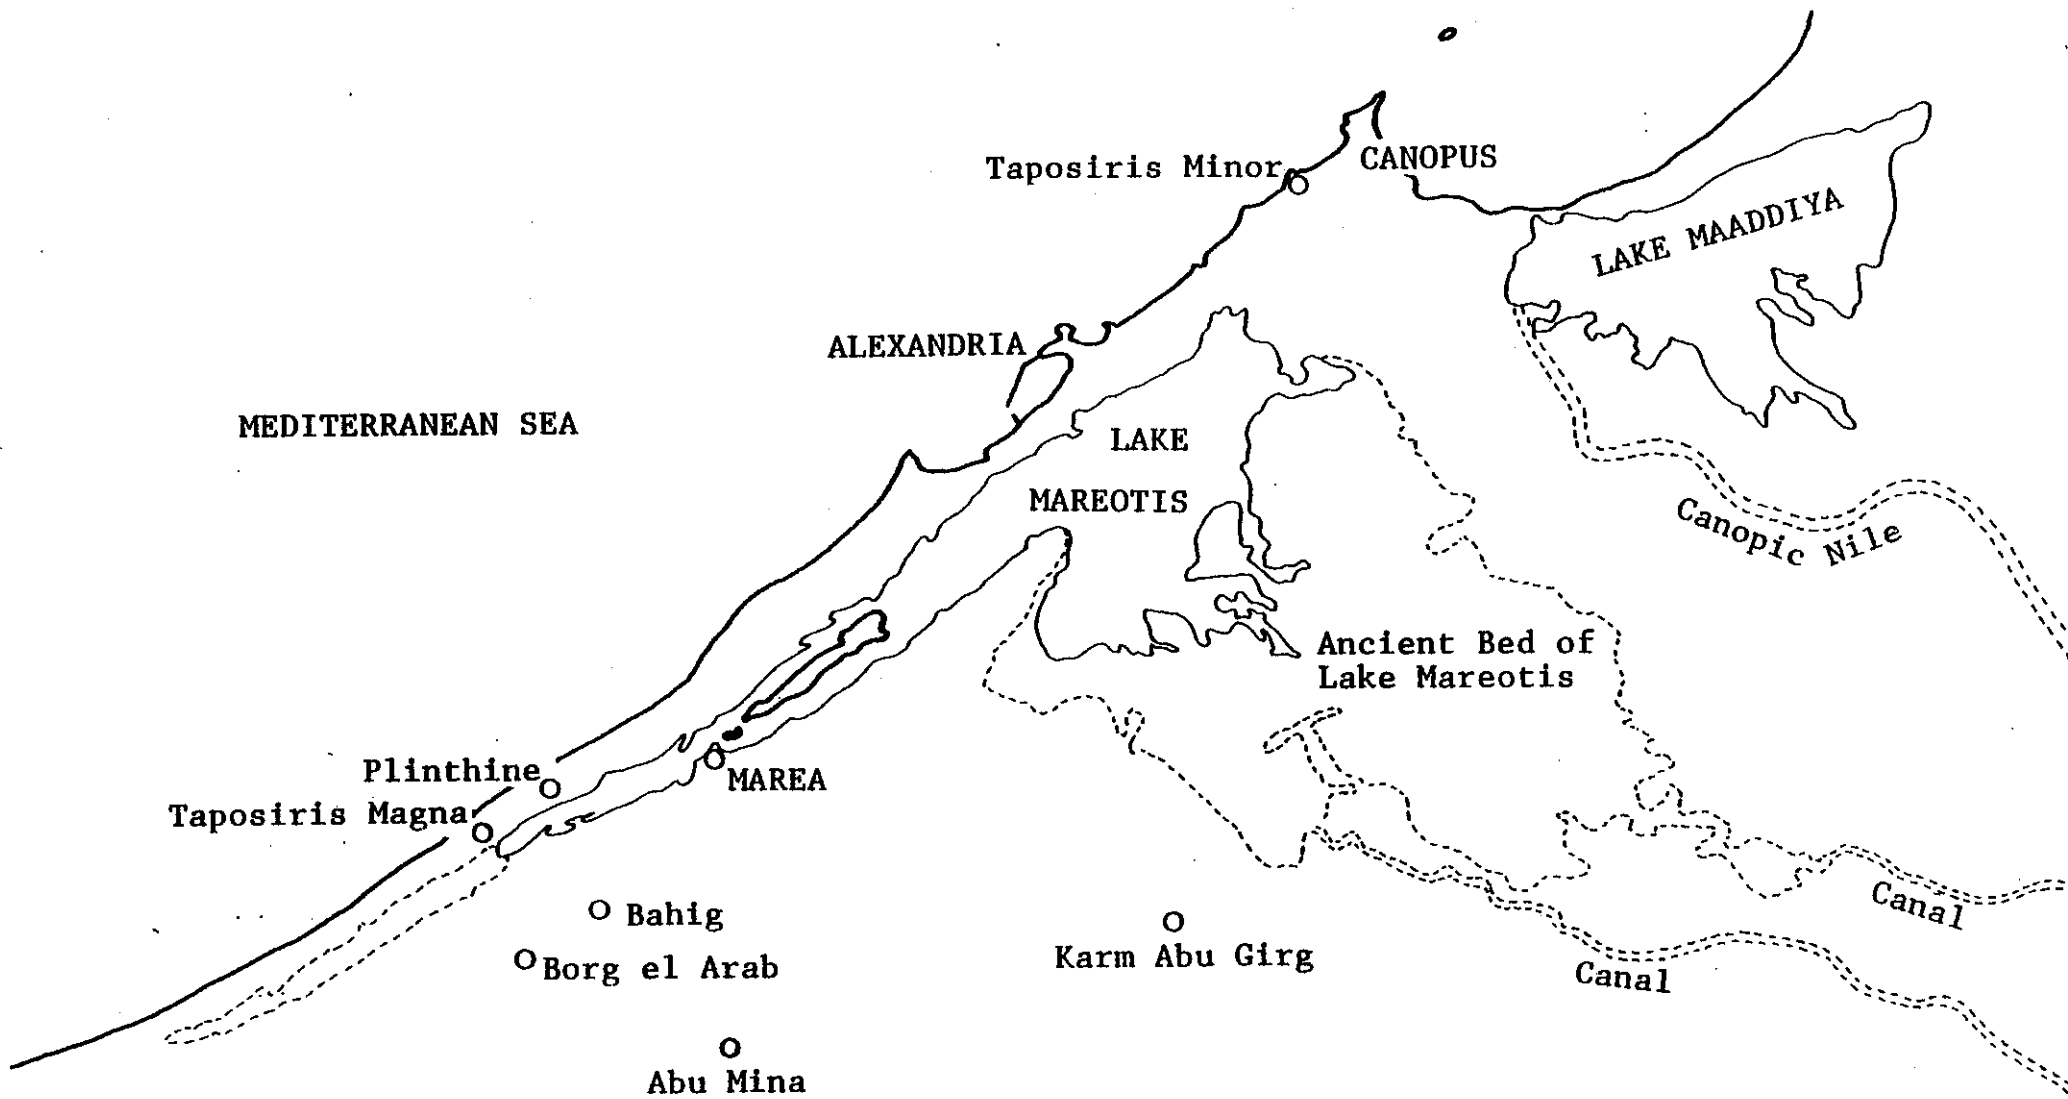 Taposiris Minor
CANOPUS
LAKE MAADDIYA
ALEXANDRIA
MEDITERRANEAN SEA
LAKE
MAREOTIS
Canopic Nile
Ancient Bed of
Lake Mareotis
Plinthine
MAREA
Taposiris Magna
Bahig
Canal
Borg el Arab
Karm Abu Girg
Canal
Abu Mina